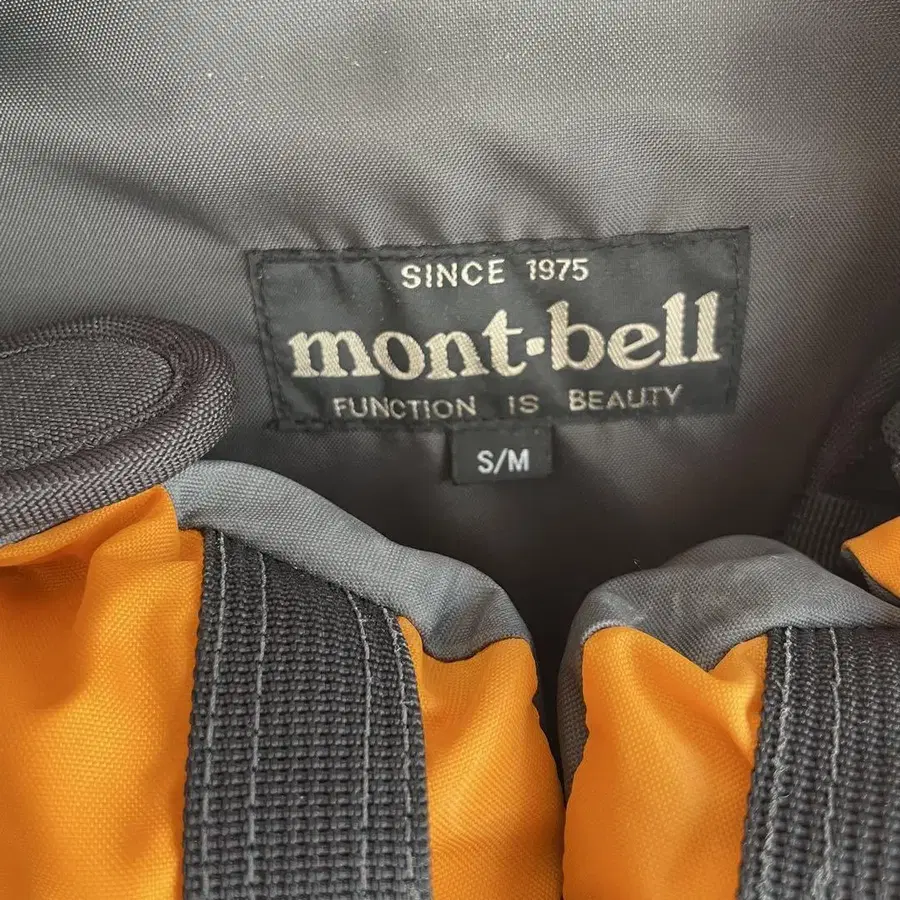 SINCE 1975
mont-bell
FUNCTION IS BEAUTY
S/M